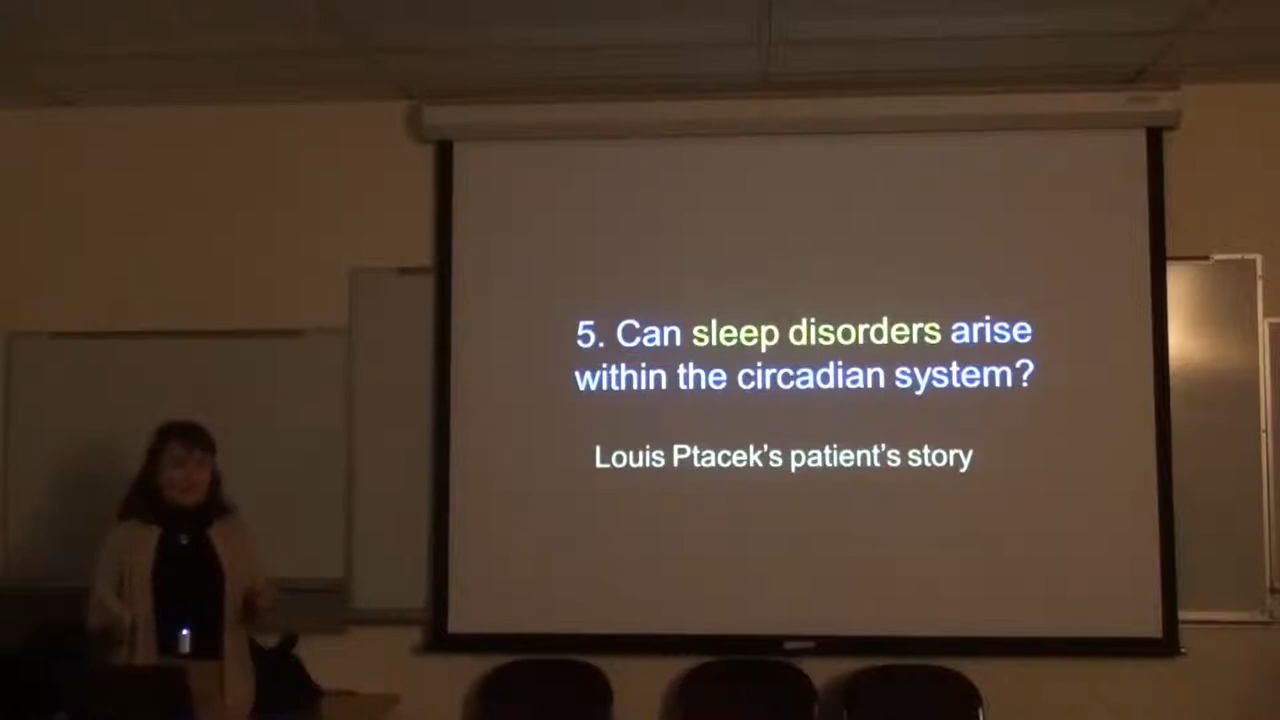 5. Can sleep disorders arise
within the circadian system?
Louis Ptacek's patient's story